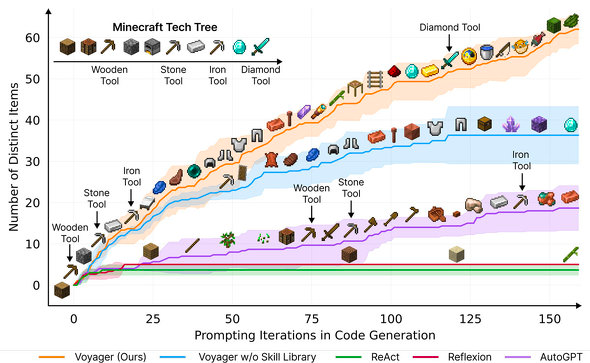 Minecraft Tech Tree
Wooden
Tool
Stone
Tool
Iron
Tool
Diamond
Tool
Diamond Tool
Iron
Tool
Stone
Tool
Wooden
Tool
Wooden
Tool
Stone
Tool
Iron
Tool
Number of Distinct Items
60
50
40
30
20
10
0
0
25
50
75
100
125
150
Prompting Iterations in Code Generation
Voyager (Ours)
Voyager w/o Skill Library
ReAct
Reflexion
AutoGPT